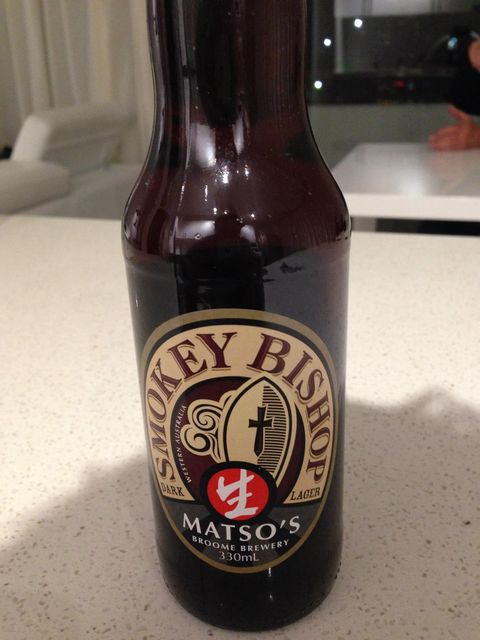 SMOKEY BISHOP
WESTERN AUSTRALIA
DARK LAGER
生
MATSO'S
BROOME BREWERY
330mL